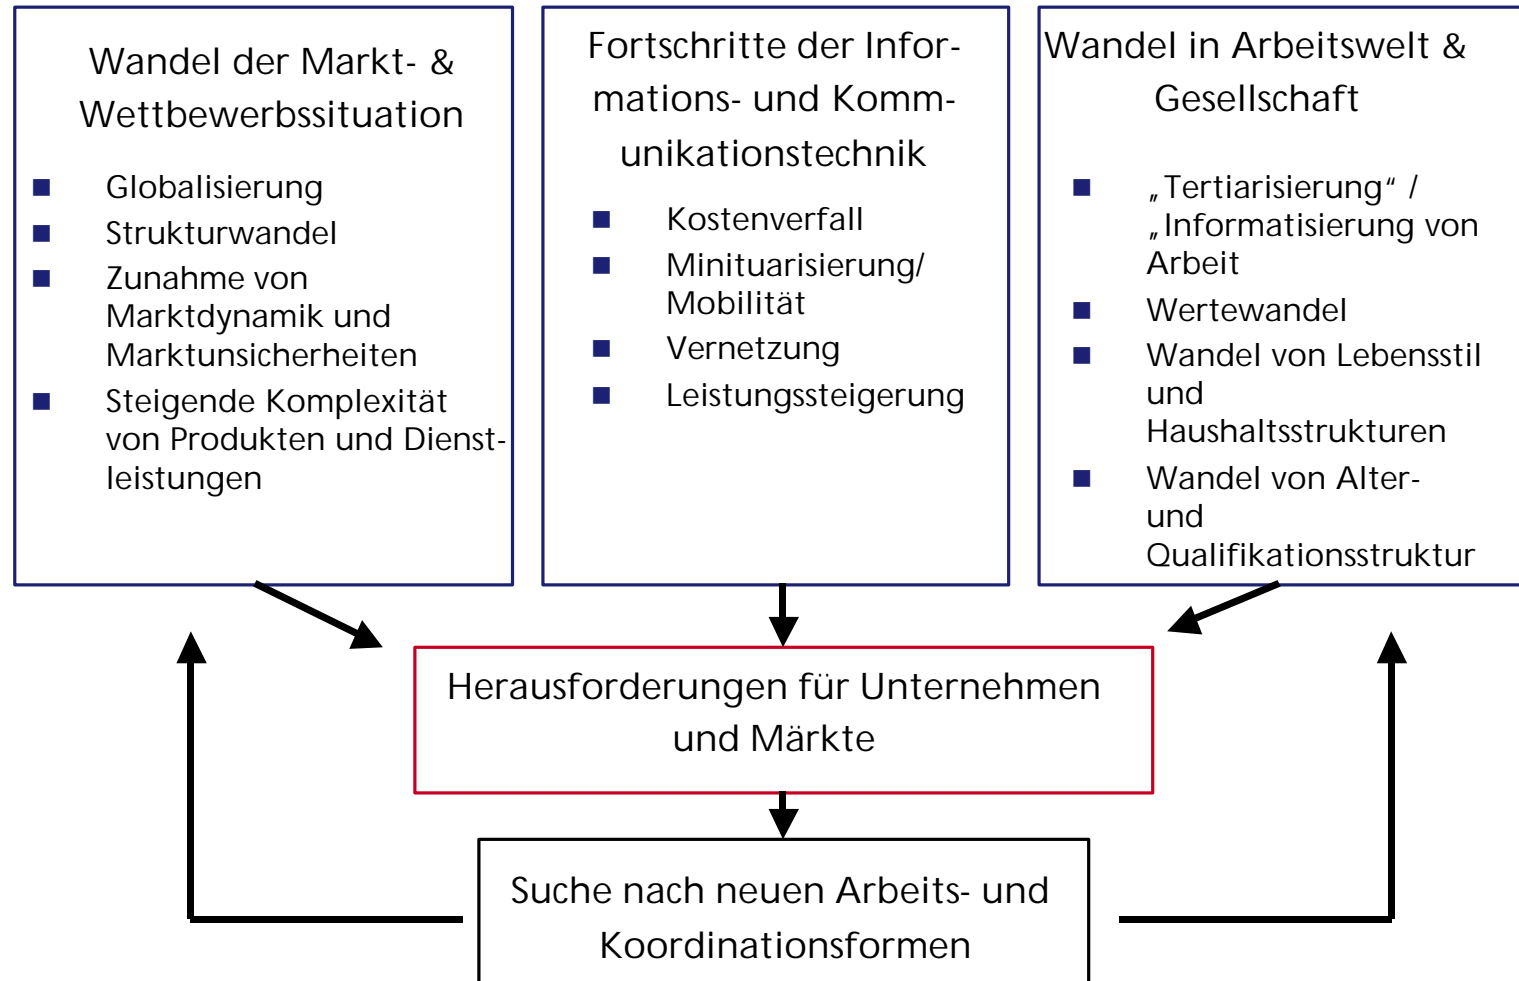 Wandel der Markt- &
Wettbewerbssituation
Globalisierung
Strukturwandel
Zunahme von
Marktdynamik und
Marktunsicherheiten
Steigende Komplexität
von Produkten und Dienst-
leistungen
Fortschritte der Infor-
mations- und Komm-
unikationstechnik
Kostenverfall
Minituarisierung/
Mobilität
Vernetzung
Leistungssteigerung
Wandel in Arbeitswelt &
Gesellschaft
„Tertiarisierung“ /
„Informatisierung von
Arbeit
Wertewandel
Wandel von Lebensstil
und
Haushaltsstrukturen
Wandel von Alter-
und
Qualifikationsstruktur
Herausforderungen für Unternehmen
und Märkte
Suche nach neuen Arbeits- und
Koordinationsformen